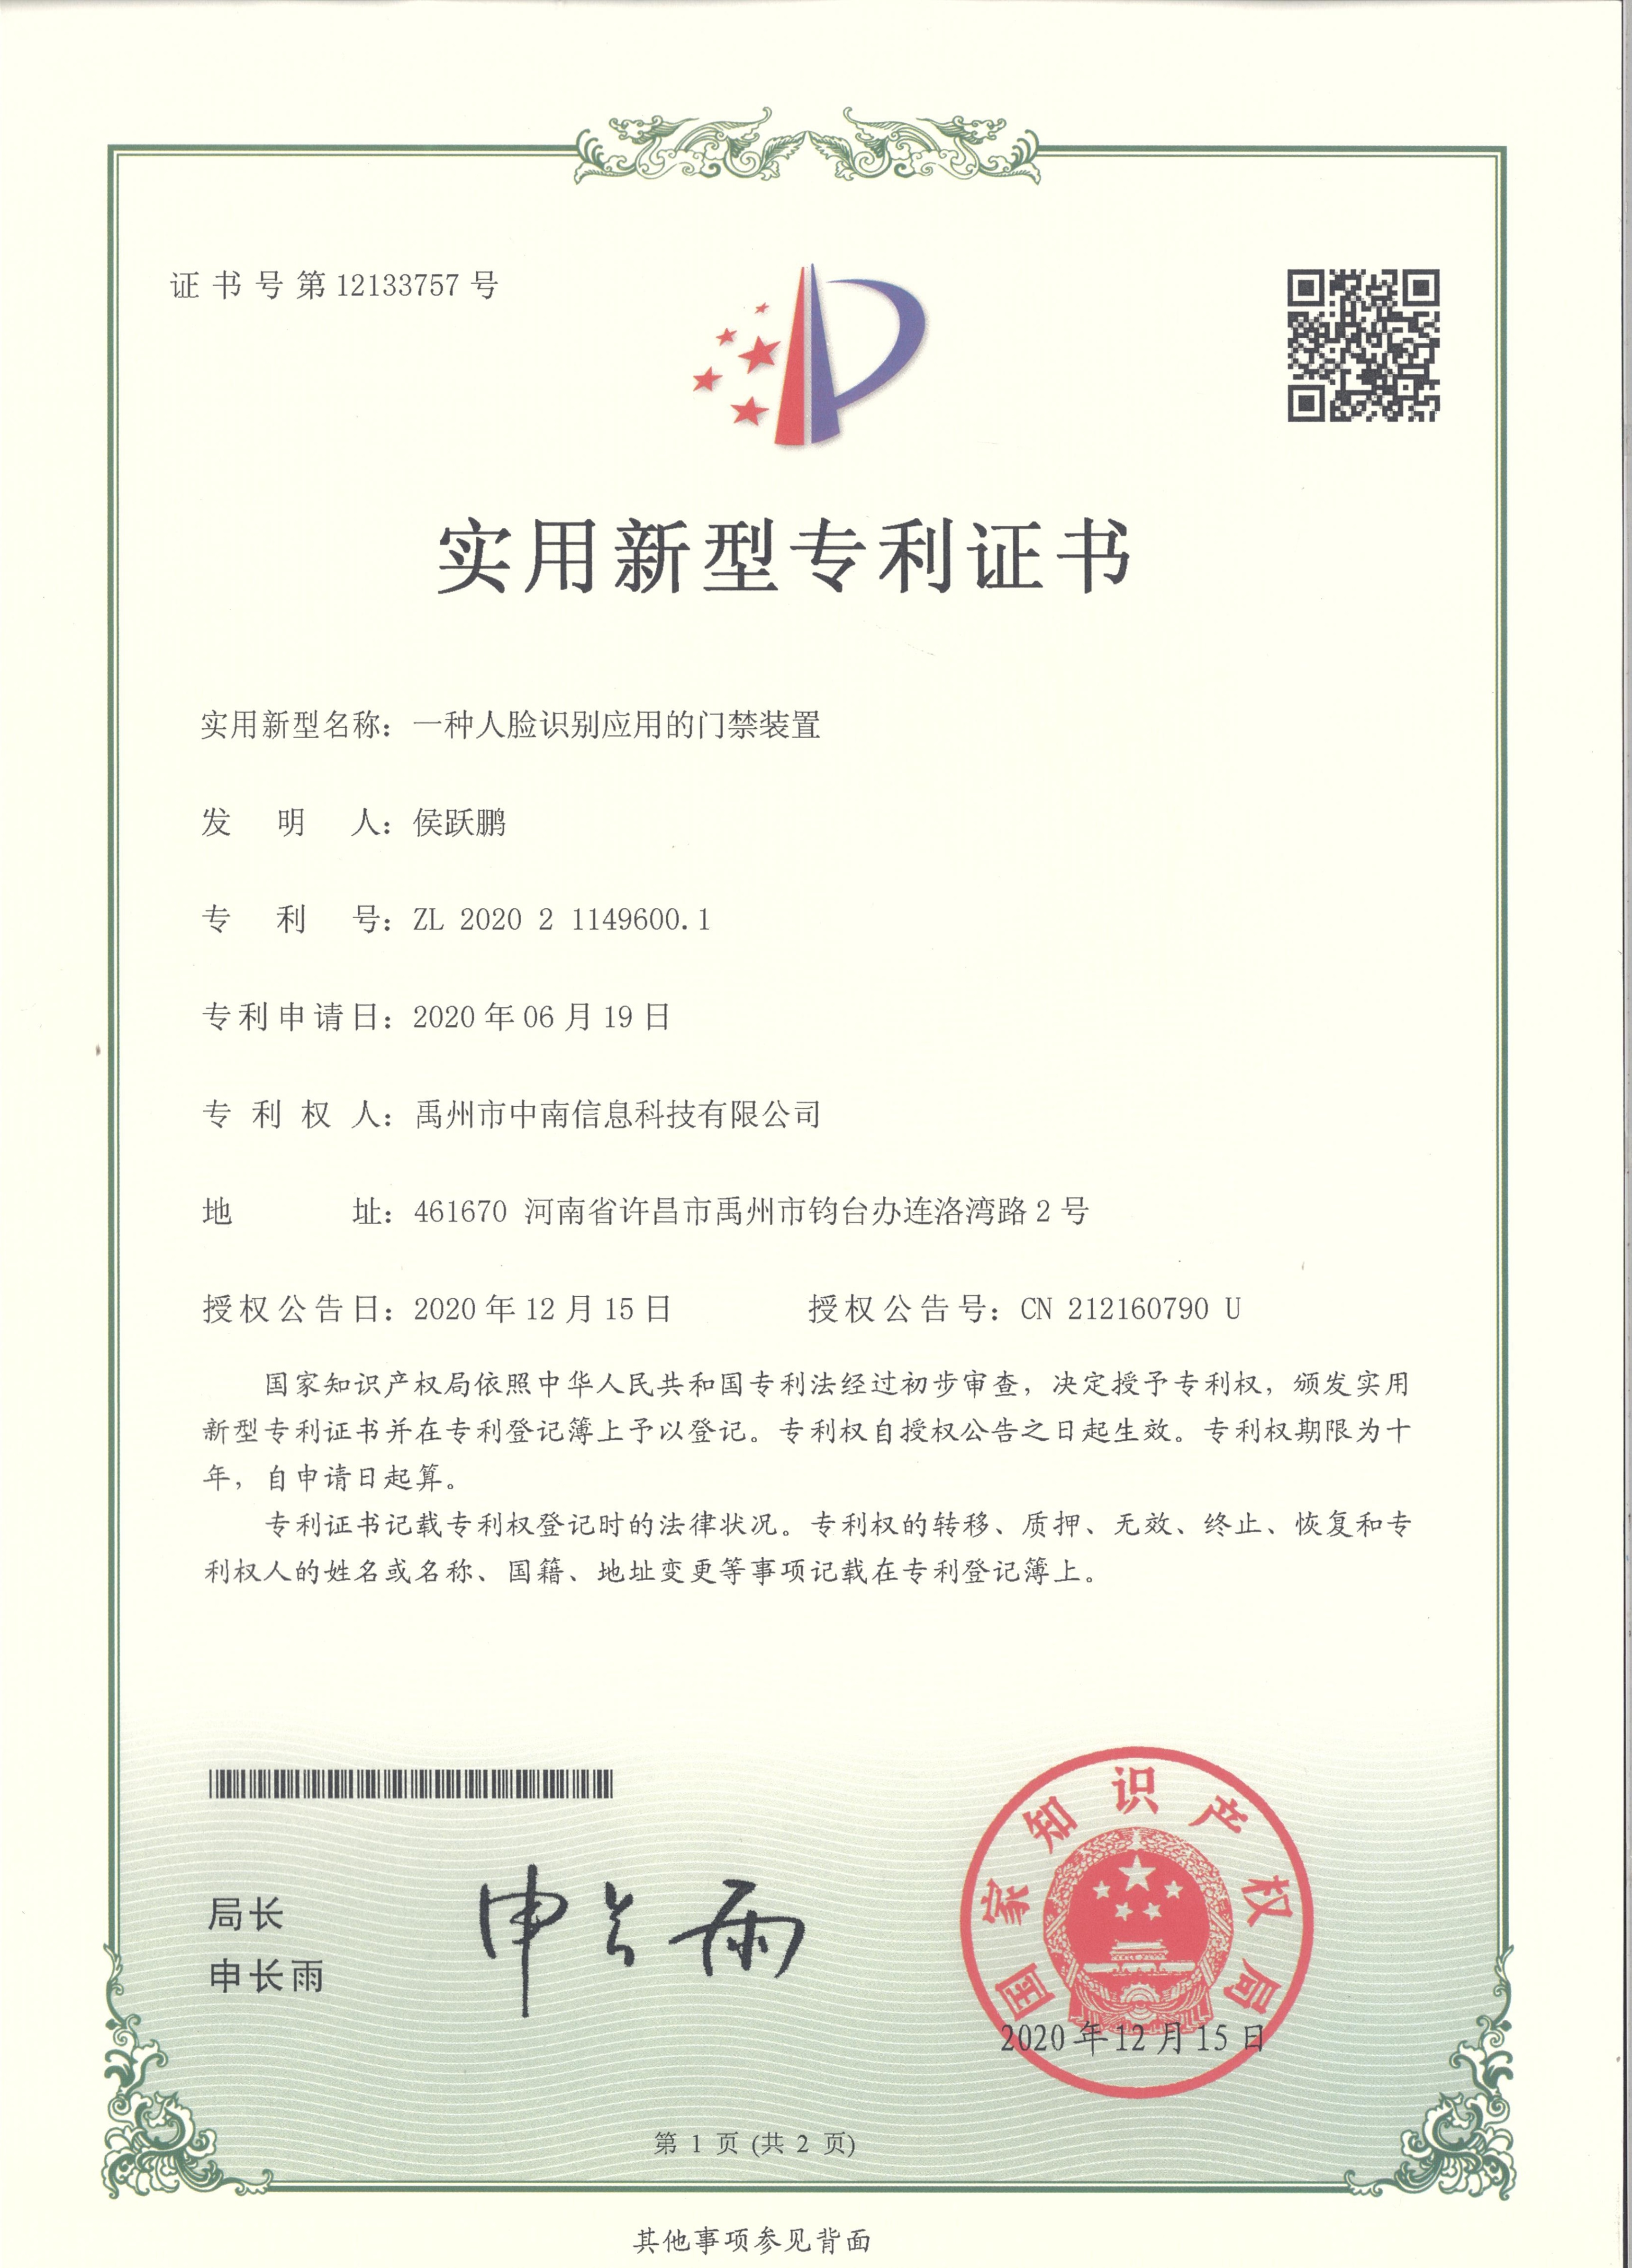 证书号第12133757号
实用新型专利证书
实用新型名称：一种人脸识别应用的门禁装置
发明人：侯跃鹏
专利号：ZL 2020 2 1149600.1
专利申请日：2020年06月19日
专利权人：禹州市中南信息科技有限公司
地址：461670 河南省许昌市禹州市钧台办连洛湾路2号
授权公告日：2020年12月15日 授权公告号：CN 212160790 U
国家知识产权局依照中华人民共和国专利法经过初步审查，决定授予专利权，颁发实用
新型专利证书并在专利登记簿上予以登记。专利权自授权公告之日起生效。专利权期限为十
年，自申请日起算。
专利证书记载专利权登记时的法律状况。专利权的转移、质押、无效、终止、恢复和专
利权人的姓名或名称、国籍、地址变更等事项记载在专利登记簿上。
局长
申长雨
申长雨
国家知识产权局
2020年12月15日
第 1 页 (共 2 页)
其他事项参见背面